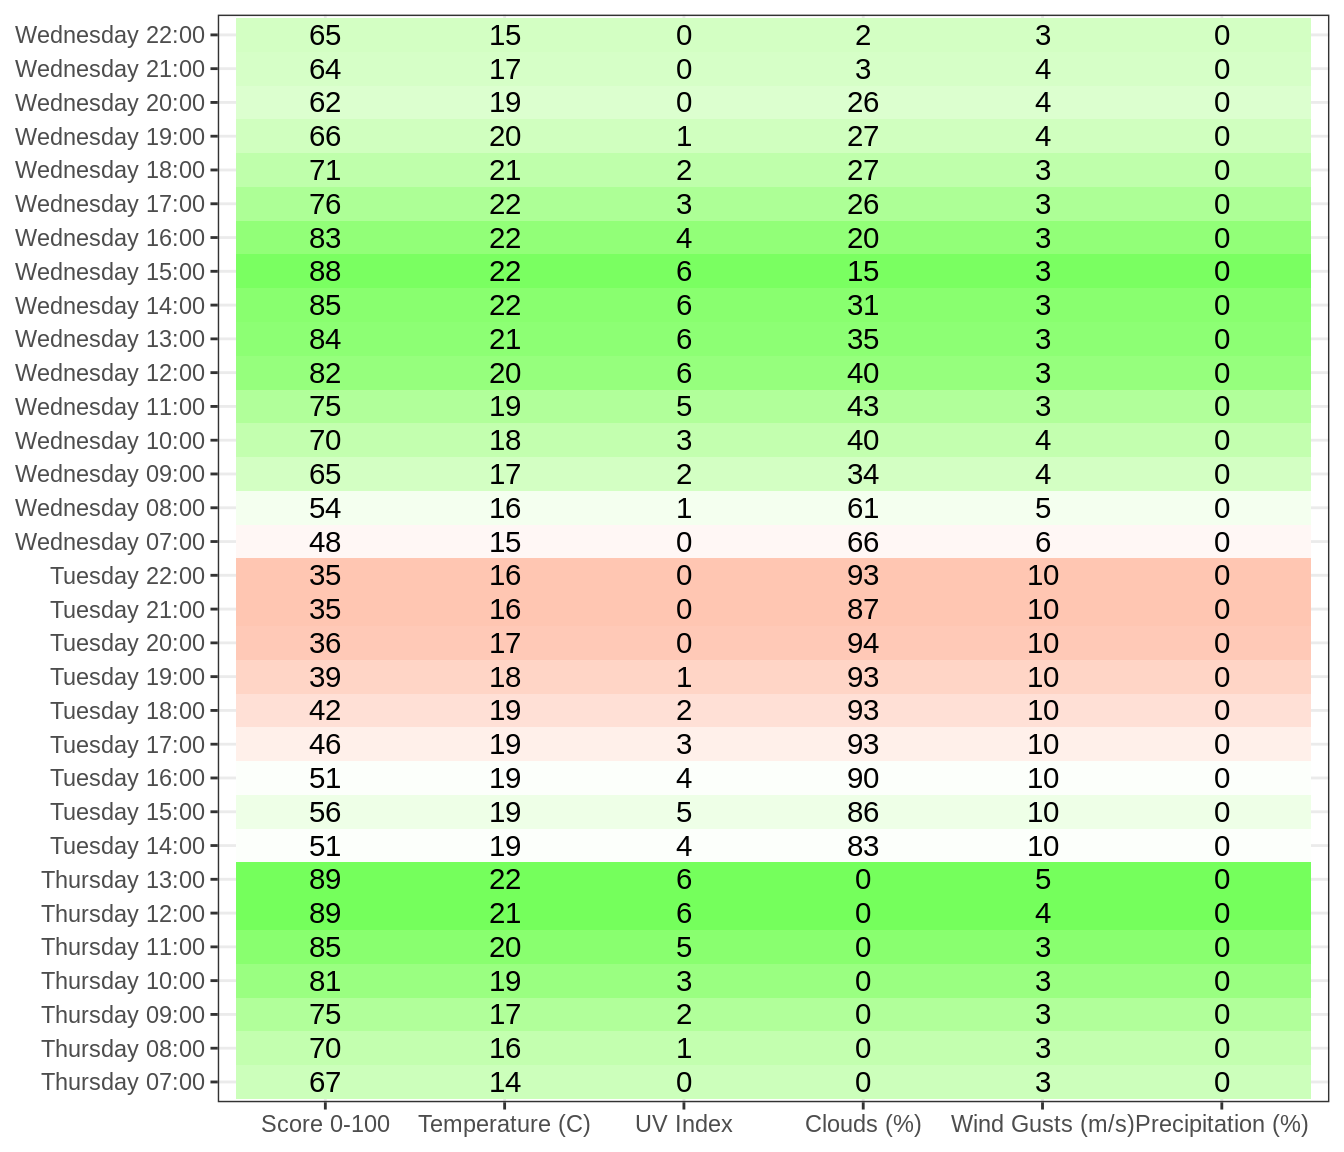 Wednesday 22:00 65 15 0 2 3 0
Wednesday 21:00 64 17 0 3 4 0
Wednesday 20:00 62 19 0 26 4 0
Wednesday 19:00 66 20 1 27 4 0
Wednesday 18:00 71 21 2 27 3 0
Wednesday 17:00 76 22 3 26 3 0
Wednesday 16:00 83 22 4 20 3 0
Wednesday 15:00 88 22 6 15 3 0
Wednesday 14:00 85 22 6 31 3 0
Wednesday 13:00 84 21 6 35 3 0
Wednesday 12:00 82 20 6 40 3 0
Wednesday 11:00 75 19 5 43 3 0
Wednesday 10:00 70 18 3 40 4 0
Wednesday 09:00 65 17 2 34 4 0
Wednesday 08:00 54 16 1 61 5 0
Wednesday 07:00 48 15 0 66 6 0
Tuesday 22:00 35 16 0 93 10 0
Tuesday 21:00 35 16 0 87 10 0
Tuesday 20:00 36 17 0 94 10 0
Tuesday 19:00 39 18 1 93 10 0
Tuesday 18:00 42 19 2 93 10 0
Tuesday 17:00 46 19 3 93 10 0
Tuesday 16:00 51 19 4 90 10 0
Tuesday 15:00 56 19 5 86 10 0
Tuesday 14:00 51 19 4 83 10 0
Thursday 13:00 89 22 6 0 5 0
Thursday 12:00 89 21 6 0 4 0
Thursday 11:00 85 20 5 0 3 0
Thursday 10:00 81 19 3 0 3 0
Thursday 09:00 75 17 2 0 3 0
Thursday 08:00 70 16 1 0 3 0
Thursday 07:00 67 14 0 0 3 0
Score 0-100 Temperature (C) UV Index Clouds (%) Wind Gusts (m/s) Precipitation (%)